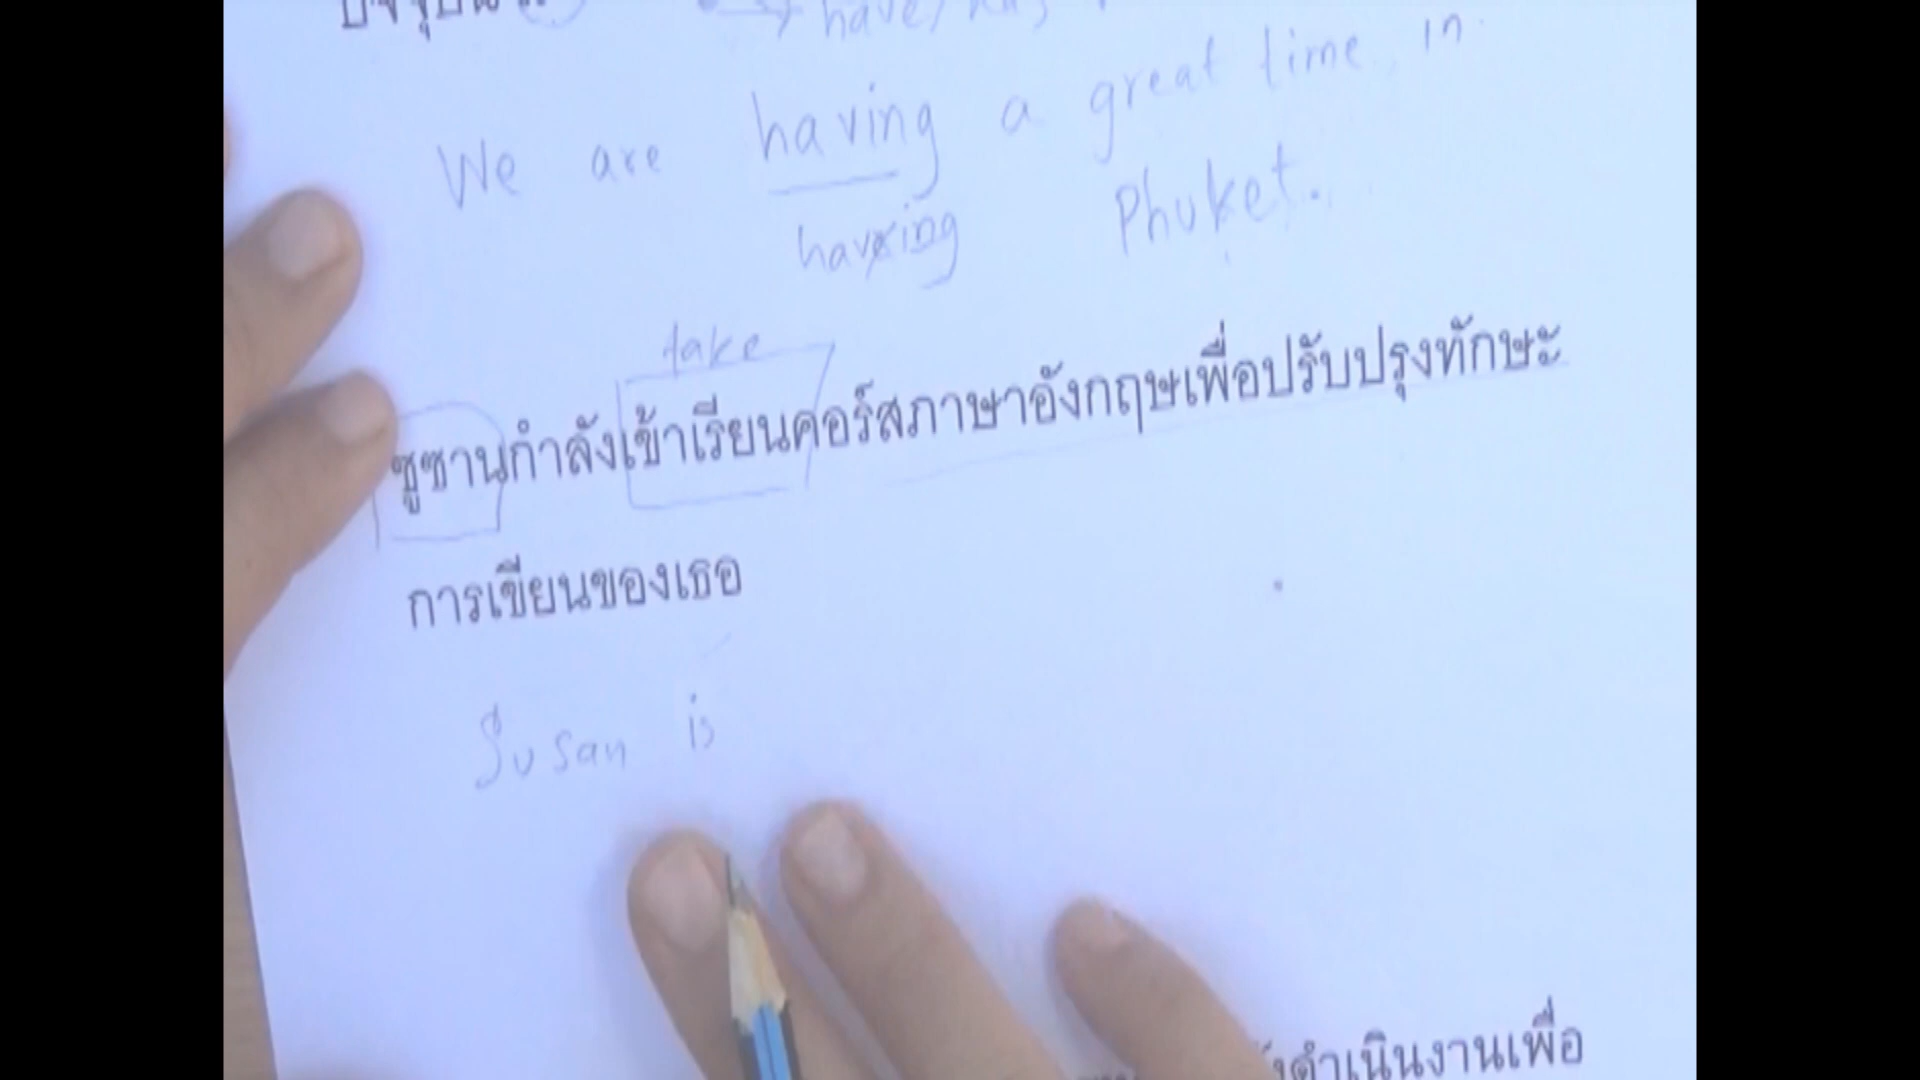 have/has
We are having a great time in
having Phuket.
take
ซูซานกำลังเข้าเรียนคอร์สภาษาอังกฤษเพื่อปรับปรุงทักษะ
การเขียนของเธอ
Susan is
ดำเนินงานเพื่อ